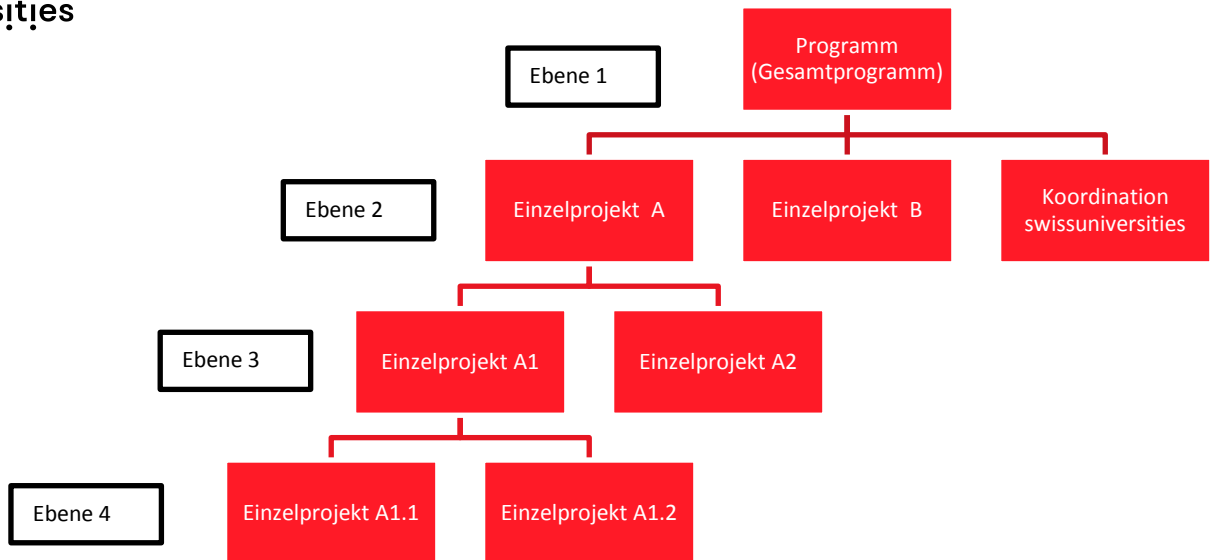 sities
Programm
(Gesamtprogramm)
Ebene 1
Ebene 2
Einzelprojekt A
Einzelprojekt B
Koordination
swissuniversities
Ebene 3
Einzelprojekt A1
Einzelprojekt A2
Ebene 4
Einzelprojekt A1.1
Einzelprojekt A1.2